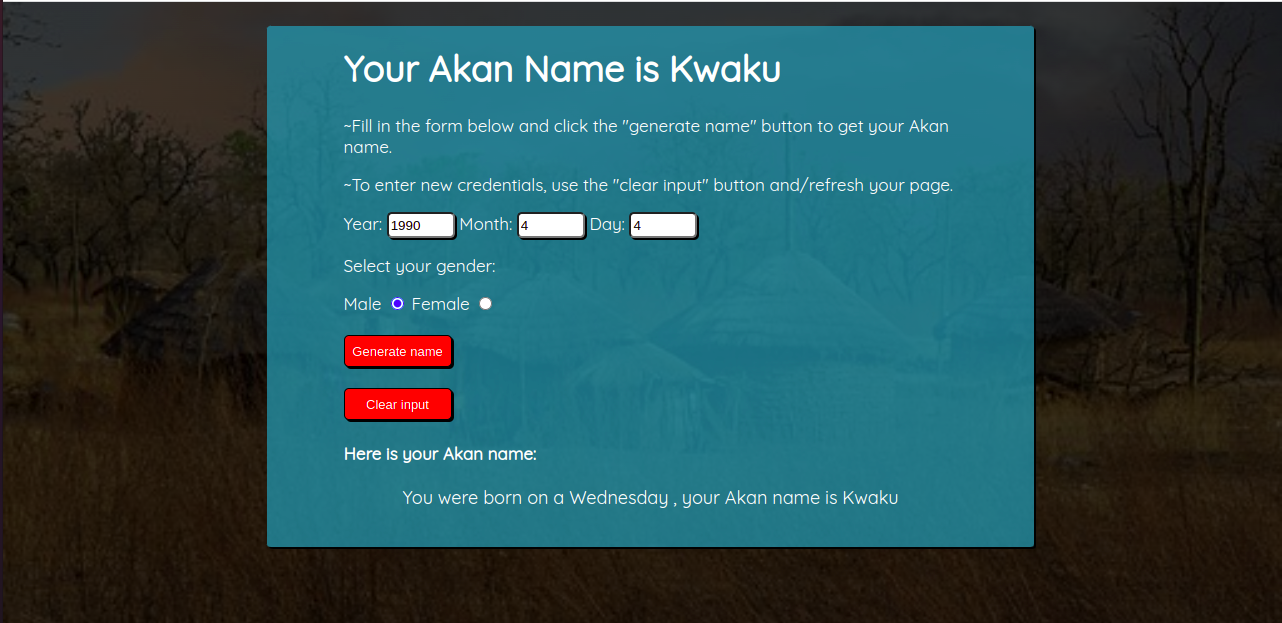 Your Akan Name is Kwaku
~Fill in the form below and click the "generate name" button to get your Akan
name.
~To enter new credentials, use the "clear input" button and/refresh your page.
Year: 1990 Month: 4 Day: 4
Select your gender:
Male Female
Generate name
Clear input
Here is your Akan name:
You were born on a Wednesday , your Akan name is Kwaku